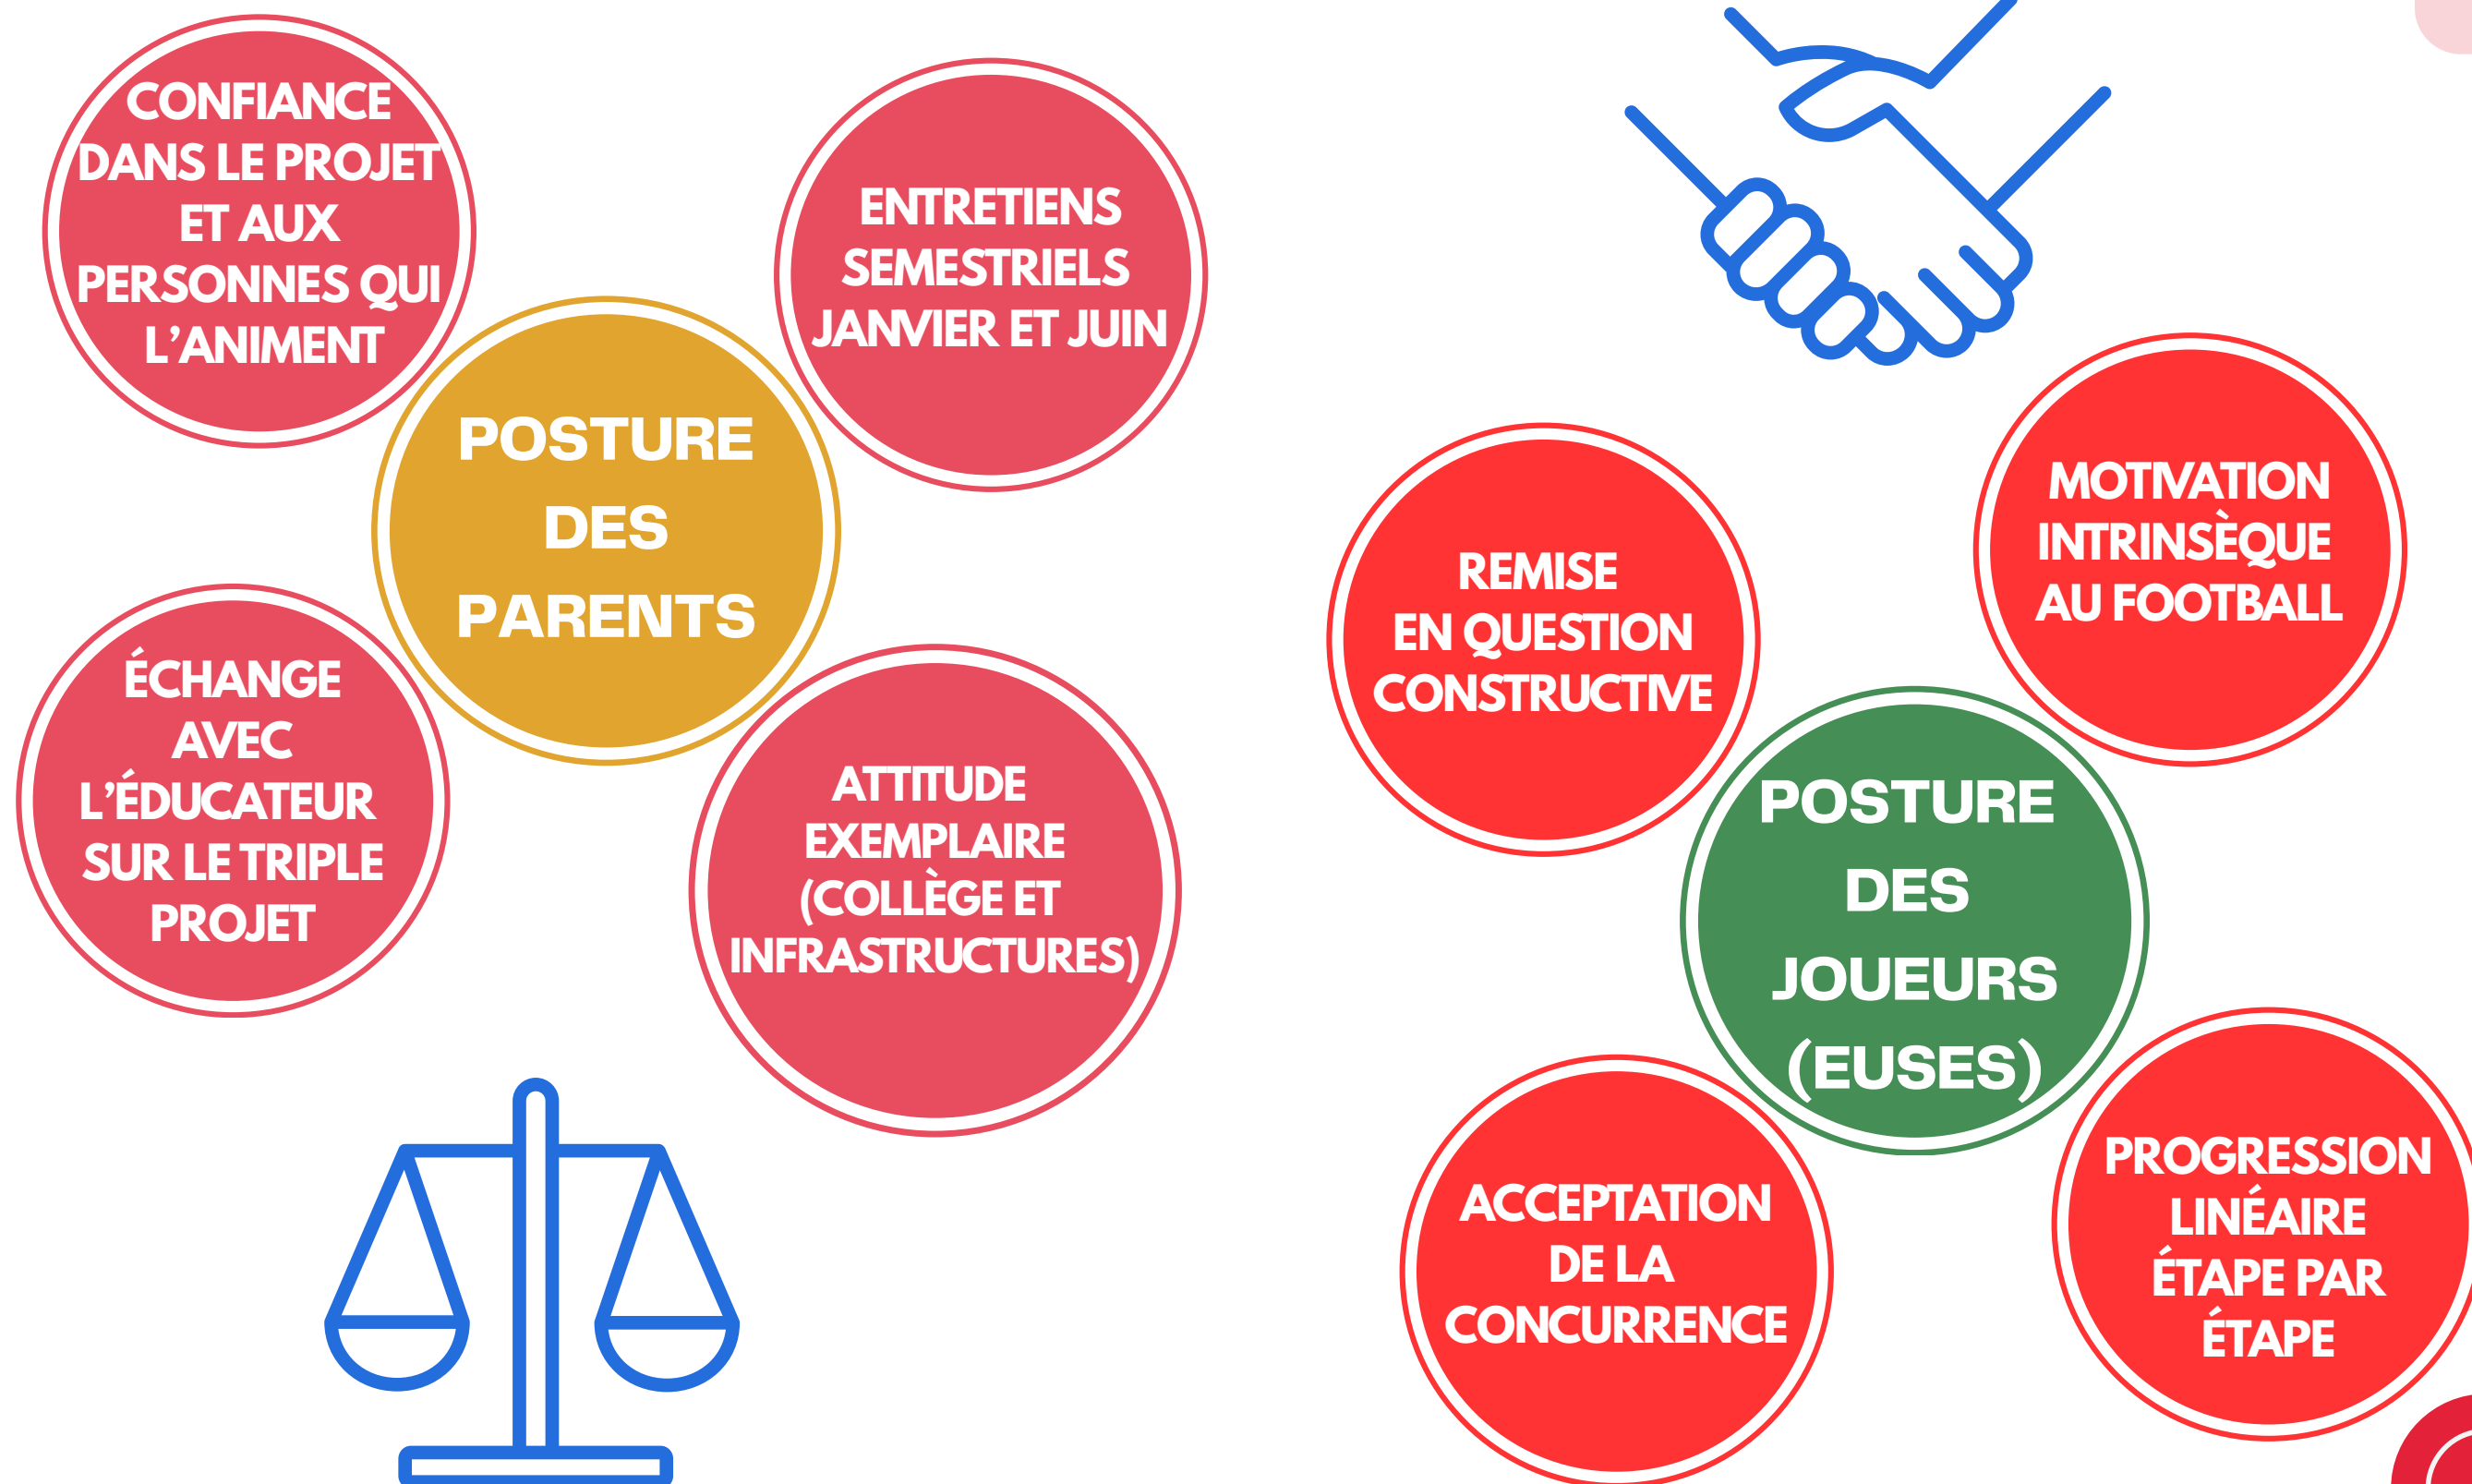 CONFIANCE
DANS LE PROJET
ET AUX
PERSONNES QUI
L'ANIMENT
ENTRETIENS
SEMESTRIELS
JANVIER ET JUIN
POSTURE
DES
PARENTS
ÉCHANGE
AVEC
L'ÉDUCATEUR
SUR LE TRIPLE
PROJET
ATTITUDE
EXEMPLAIRE
(COLLÈGE ET
INFRASTRUCTURES)
REMISE
EN QUESTION
CONSTRUCTIVE
MOTIVATION
INTRINSÈQUE
AU FOOTBALL
POSTURE
DES
JOUEURS
(EUSES)
ACCEPTATION
DE LA
CONCURRENCE
PROGRESSION
LINÉAIRE
ÉTAPE PAR
ÉTAPE